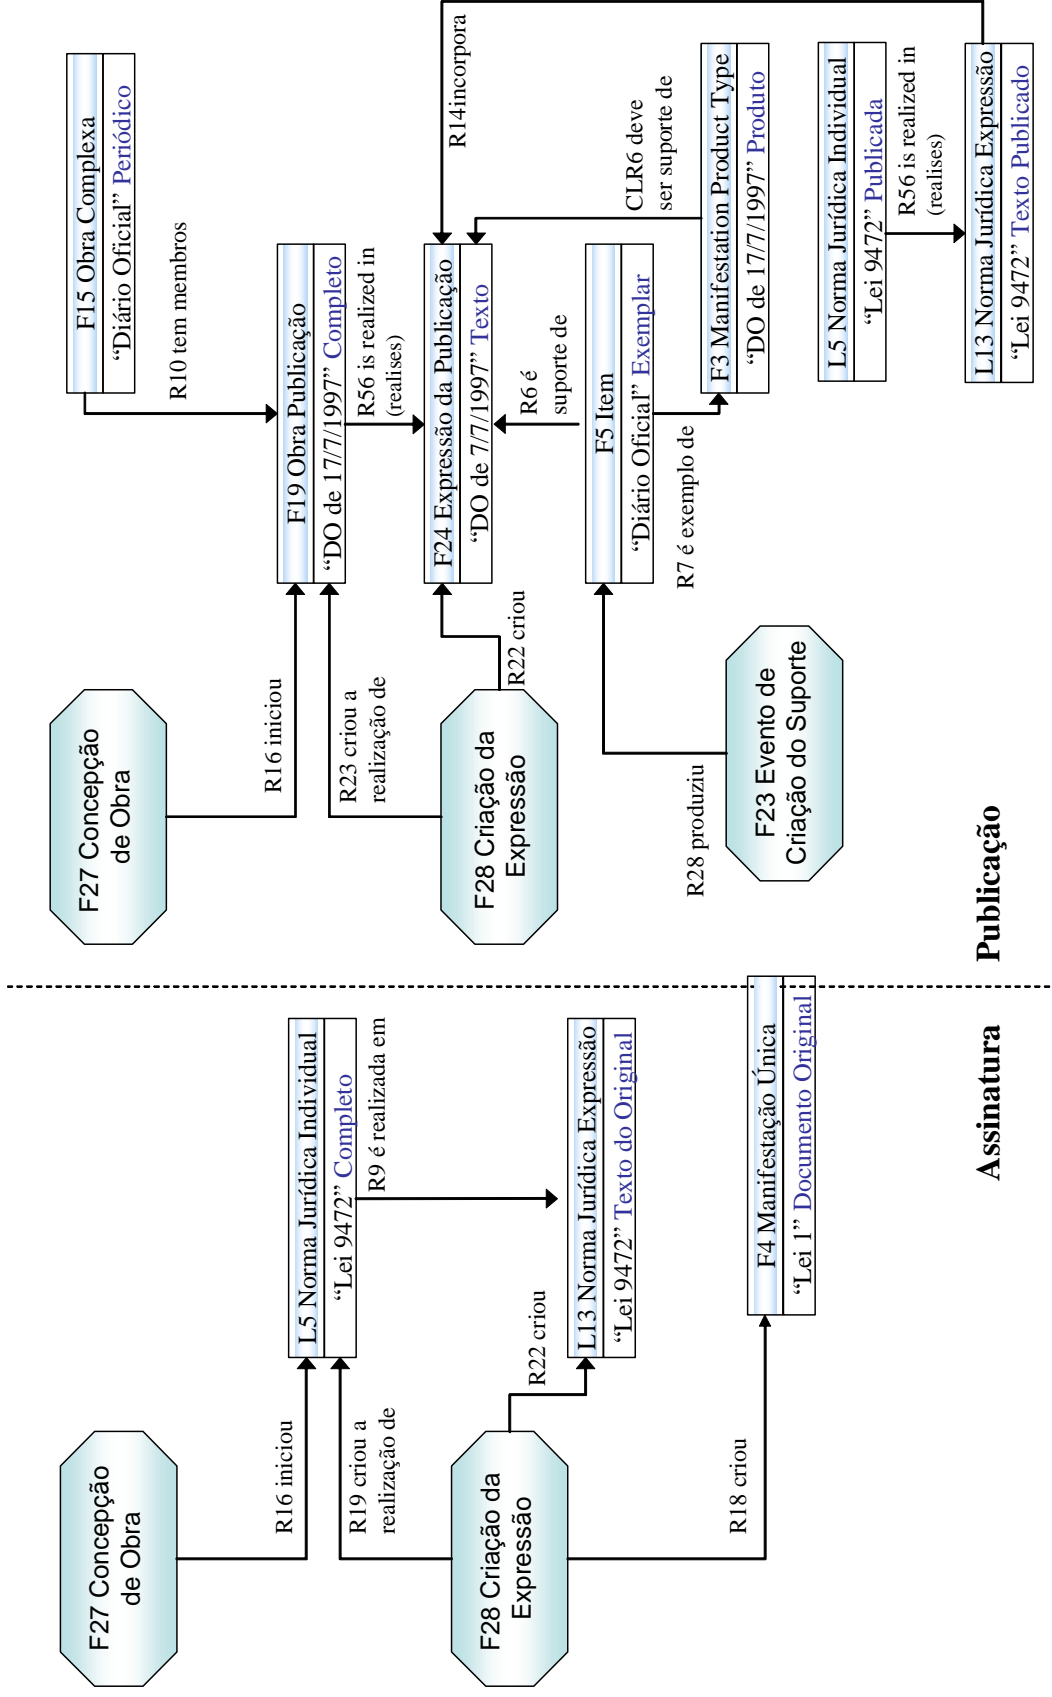 F27 Concepção
de Obra
R16 iniciou
L5 Norma Jurídica Individual
“Lei 9472” Completo
R19 criou a
realização de
R9 é realizada em
F28 Criação da
Expressão
R22 criou
L13 Norma Jurídica Expressão
“Lei 9472” Texto do Original
R18 criou
F4 Manifestação Única
“Lei 1” Documento Original
Assinatura
F27 Concepção
de Obra
R16 iniciou
F15 Obra Complexa
“Diário Oficial” Periódico
R10 tem membros
F19 Obra Publicação
“DO de 17/7/1997” Completo
R23 criou a
realização de
R56 is realized in
(realises)
F28 Criação da
Expressão
R22 criou
F24 Expressão da Publicação
“DO de 7/7/1997” Texto
R14incorpora
R6 é
suporte de
CLR6 deve
ser suporte de
F5 Item
“Diário Oficial” Exemplar
R7 é exemplo de
F3 Manifestation Product Type
“DO de 17/7/1997” Produto
R28 produziu
F23 Evento de
Criação do Suporte
L5 Norma Jurídica Individual
“Lei 9472” Publicada
R56 is realized in
(realises)
L13 Norma Jurídica Expressão
“Lei 9472” Texto Publicado
Publicação